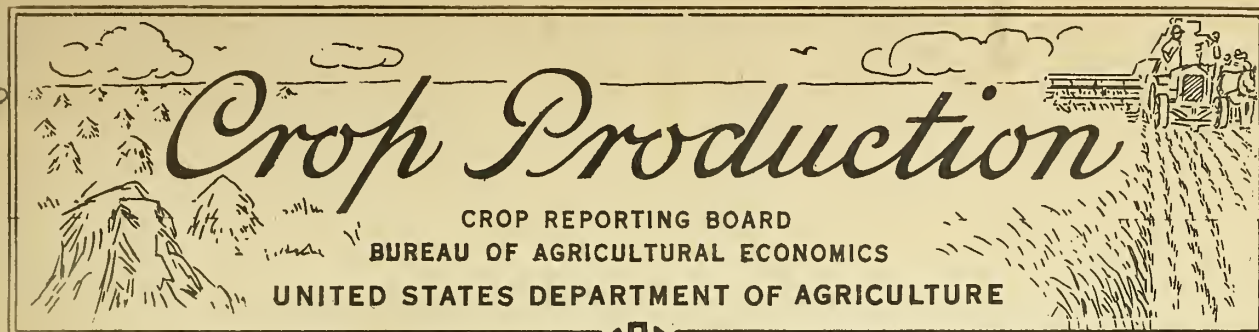 Crop Production
CROP REPORTING BOARD
BUREAU OF AGRICULTURAL ECONOMICS
UNITED STATES DEPARTMENT OF AGRICULTURE